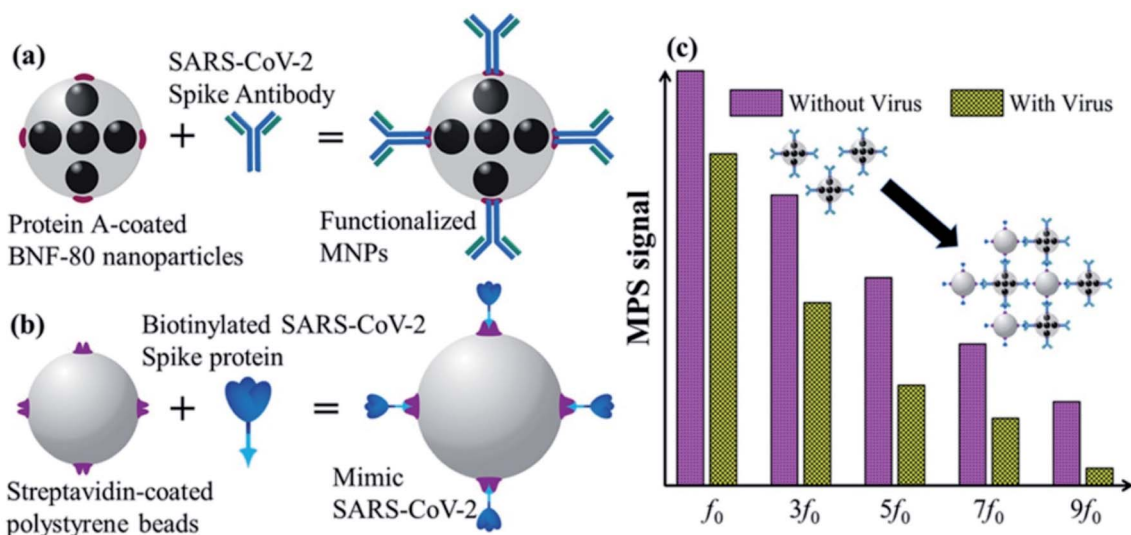 (a)
SARS-CoV-2
Spike Antibody
+
=
Protein A-coated
BNF-80 nanoparticles
Functionalized
MNPs
(b)
Biotinylated SARS-CoV-2
Spike protein
+
=
Streptavidin-coated
polystyrene beads
Mimic
SARS-CoV-2
(c)
Without Virus
With Virus
MPS signal
f₀
3f₀
5f₀
7f₀
9f₀